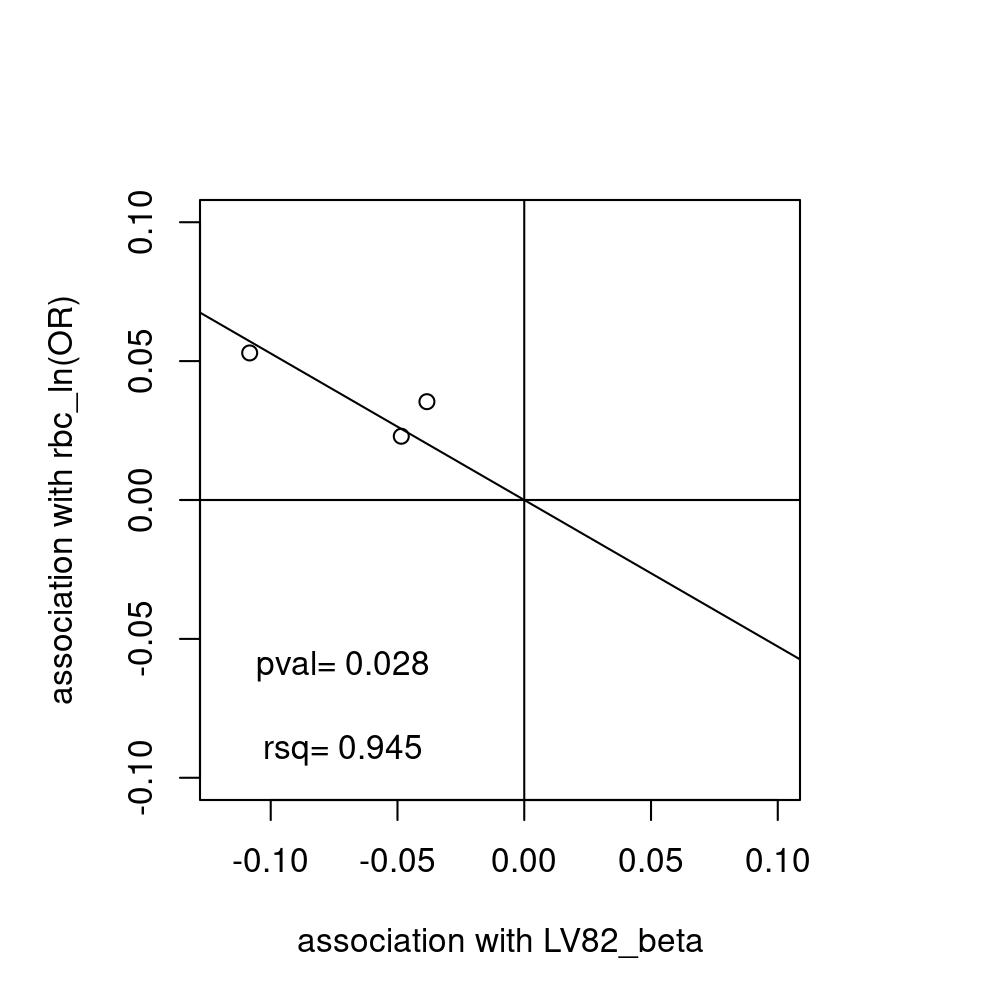 association with rbc_ln(OR)
0.10
0.05
0.00
-0.05
-0.10
pval= 0.028
rsq= 0.945
-0.10 -0.05 0.00 0.05 0.10
association with LV82_beta